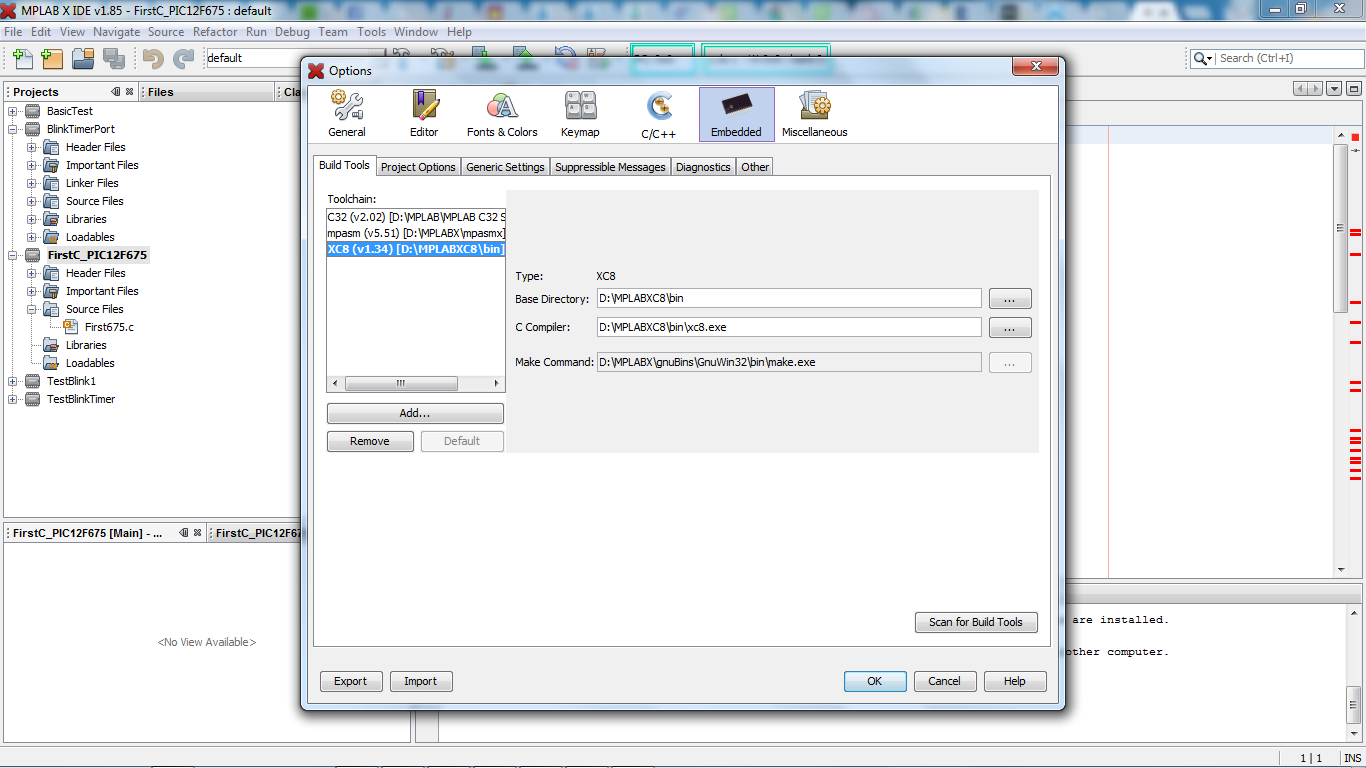 MPLAB X IDE v1.85 - FirstC_PIC12F675 : default
File Edit View Navigate Source Refactor Run Debug Team Tools Window Help
default
Search (Ctrl+I)
Projects
Files
Cla
BasicTest
BlinkTimerPort
Header Files
Important Files
Linker Files
Source Files
Libraries
Loadables
FirstC_PIC12F675
Header Files
Important Files
Source Files
First675.c
Libraries
Loadables
TestBlink1
TestBlinkTimer
FirstC_PIC12F675 [Main] - ...
FirstC_PIC12F67
<No View Available>
Options
General
Editor
Fonts & Colors
Keymap
C/C++
Embedded
Miscellaneous
Build Tools
Project Options
Generic Settings
Suppressible Messages
Diagnostics
Other
Toolchain:
C32 (v2.02) [D:\MPLAB\MPLAB C32 S
mpasm (v5.51) [D:\MPLABX\mpasmx]
XC8 (v1.34) [D:\MPLABXC8\bin]
Add...
Remove
Default
Type: XC8
Base Directory: D:\MPLABXC8\bin ...
C Compiler: D:\MPLABXC8\bin\xc8.exe ...
Make Command: D:\MPLABX\gnuBins\GnuWin32\bin\make.exe ...
Scan for Build Tools
Export
Import
OK
Cancel
Help
are installed.
other computer.
1 | 1
INS